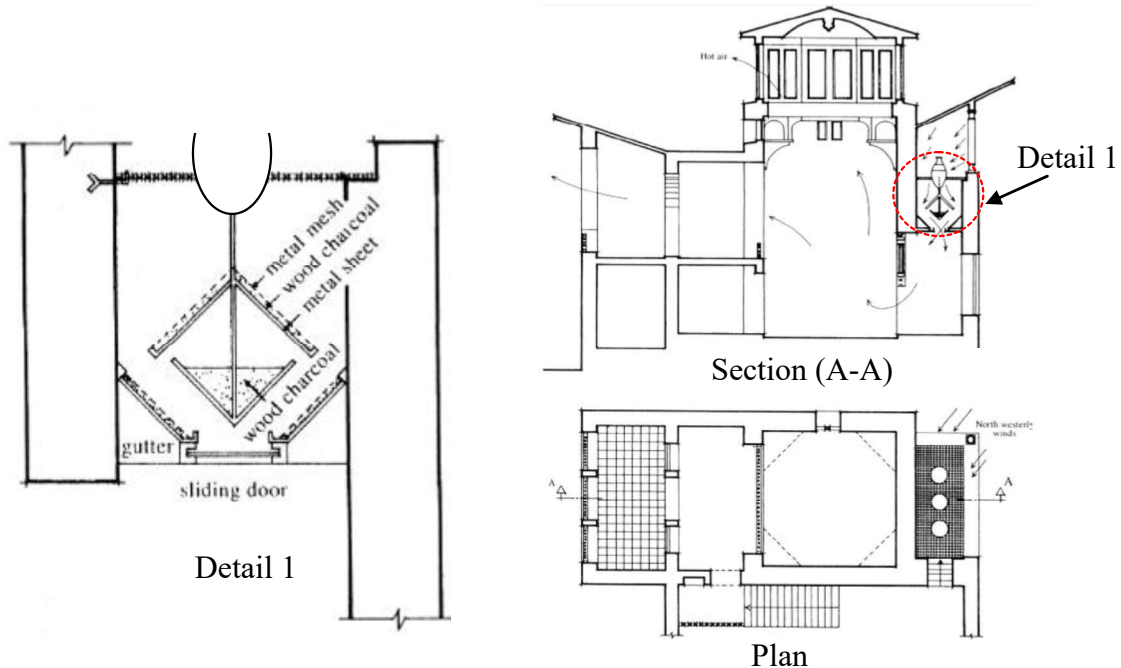 metal mesh
wood charcoal
metal sheet
wood charcoal
gutter
sliding door
Detail 1
Hot air
Detail 1
Section (A-A)
North westerly
winds
A
A
Plan